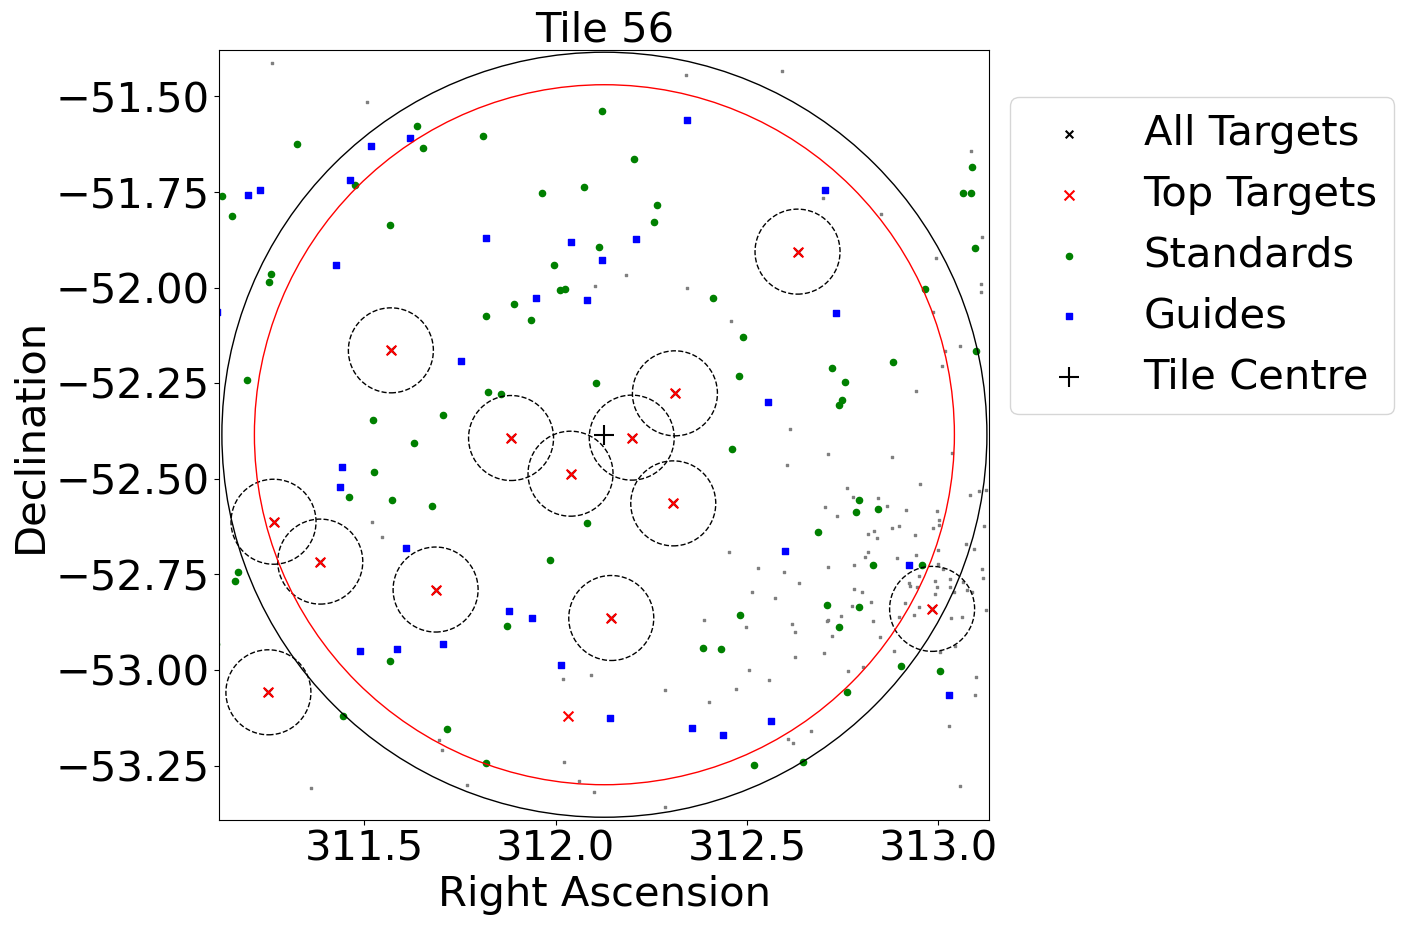 Tile 56
−51.50
−51.75
−52.00
−52.25
−52.50
−52.75
−53.00
−53.25
Declination
311.5 312.0 312.5 313.0
Right Ascension
All Targets
Top Targets
Standards
Guides
Tile Centre